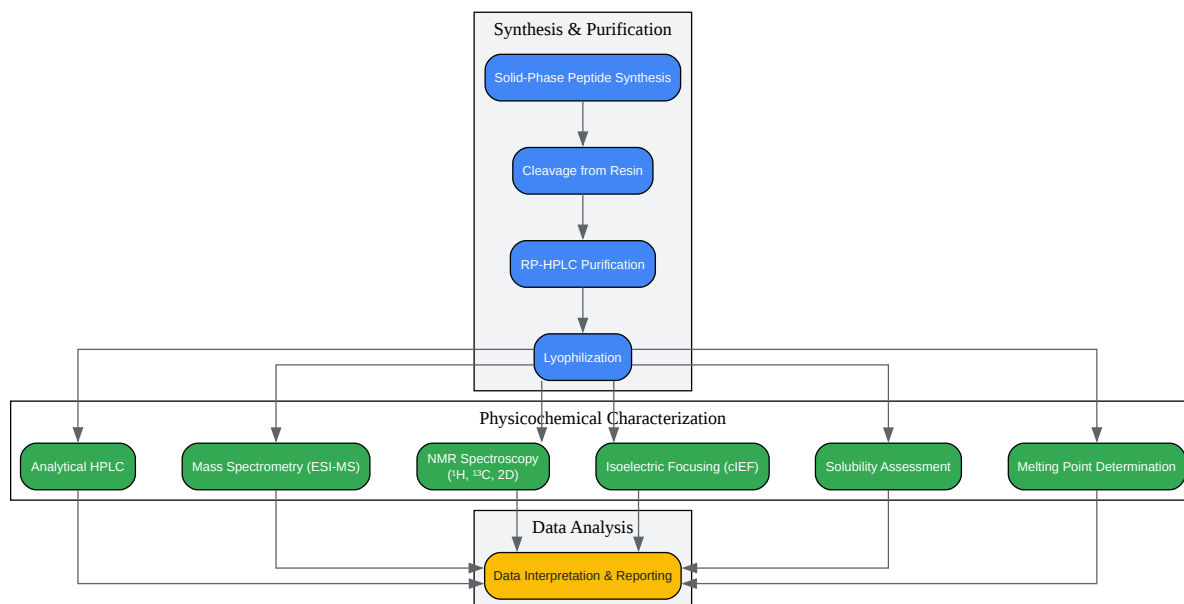 Synthesis & Purification
Solid-Phase Peptide Synthesis
Cleavage from Resin
RP-HPLC Purification
Lyophilization
Physicochemical Characterization
Analytical HPLC
Mass Spectrometry (ESI-MS)
NMR Spectroscopy
(¹H, ¹³C, 2D)
Isoelectric Focusing (cIEF)
Solubility Assessment
Melting Point Determination
Data Analysis
Data Interpretation & Reporting